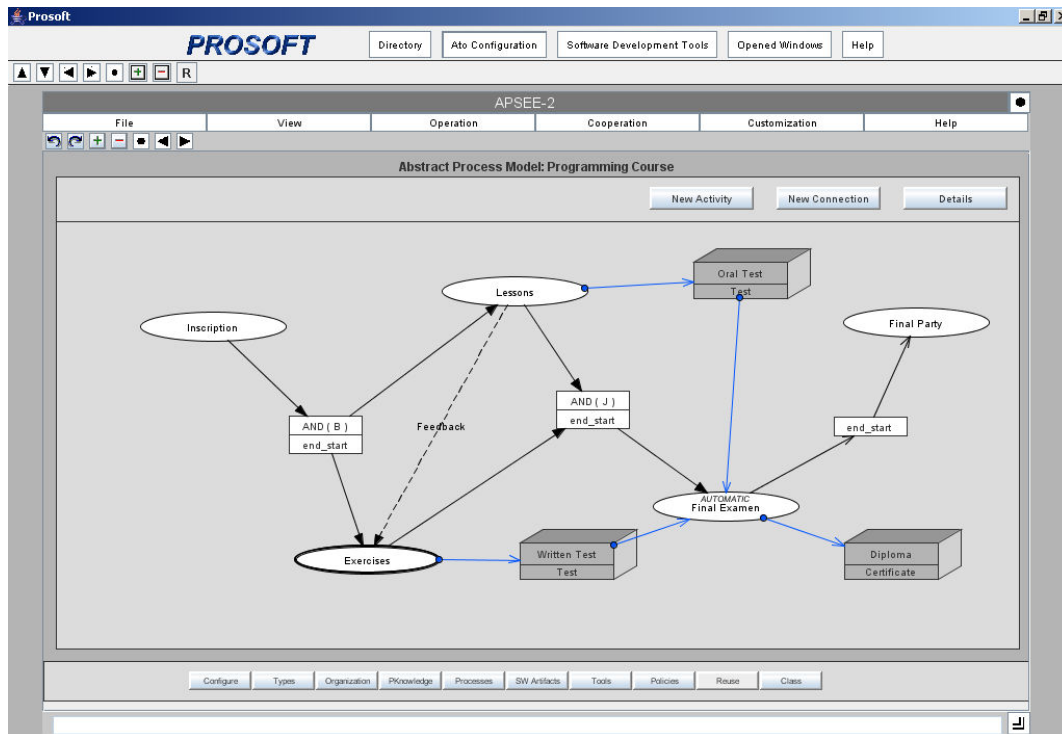 Prosoft
PROSOFT
Directory
Ato Configuration
Software Development Tools
Opened Windows
Help
R
APSEE-2
File
View
Operation
Cooperation
Customization
Help
Abstract Process Model: Programming Course
New Activity
New Connection
Details
Oral Test
Test
Lessons
Inscription
Final Party
AND ( J )
end_start
AND ( B )
end_start
Feedback
end_start
AUTOMATIC
Final Examen
Written Test
Test
Exercises
Diploma
Certificate
Configure
Types
Organization
PKnowledge
Processes
SW Artifacts
Tools
Policies
Reuse
Class